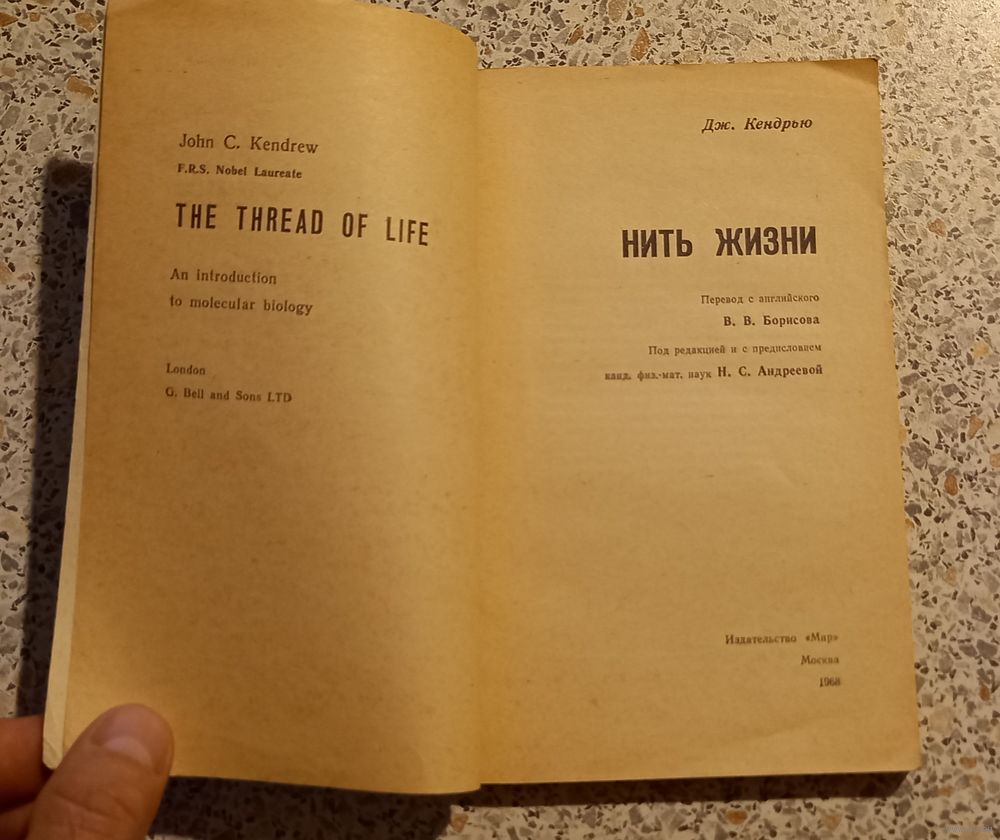 John C. Kendrew
F.R.S. Nobel Laureate
THE THREAD OF LIFE
An introduction
to molecular biology
London
G. Bell and Sons LTD
Дж. Кендрью
НИТЬ ЖИЗНИ
Перевод с английского
В. В. Борисова
Под редакцией и с предисловием
канд. физ.-мат. наук Н. С. Андреевой
Издательство «Мир»
Москва
1968